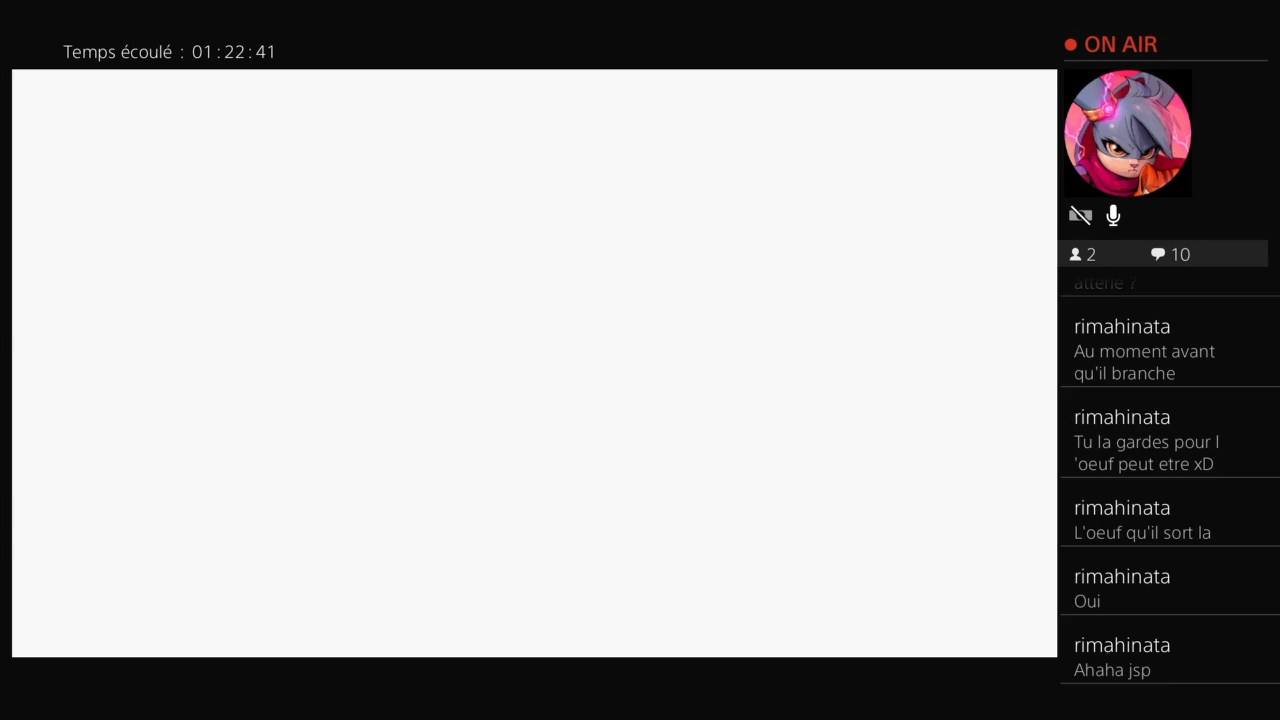 Temps écoulé : 01:22:41
ON AIR
2
10
atterie ?
rimahinata
Au moment avant
qu'il branche
rimahinata
Tu la gardes pour l
'oeuf peut etre xD
rimahinata
L'oeuf qu'il sort la
rimahinata
Oui
rimahinata
Ahaha jsp